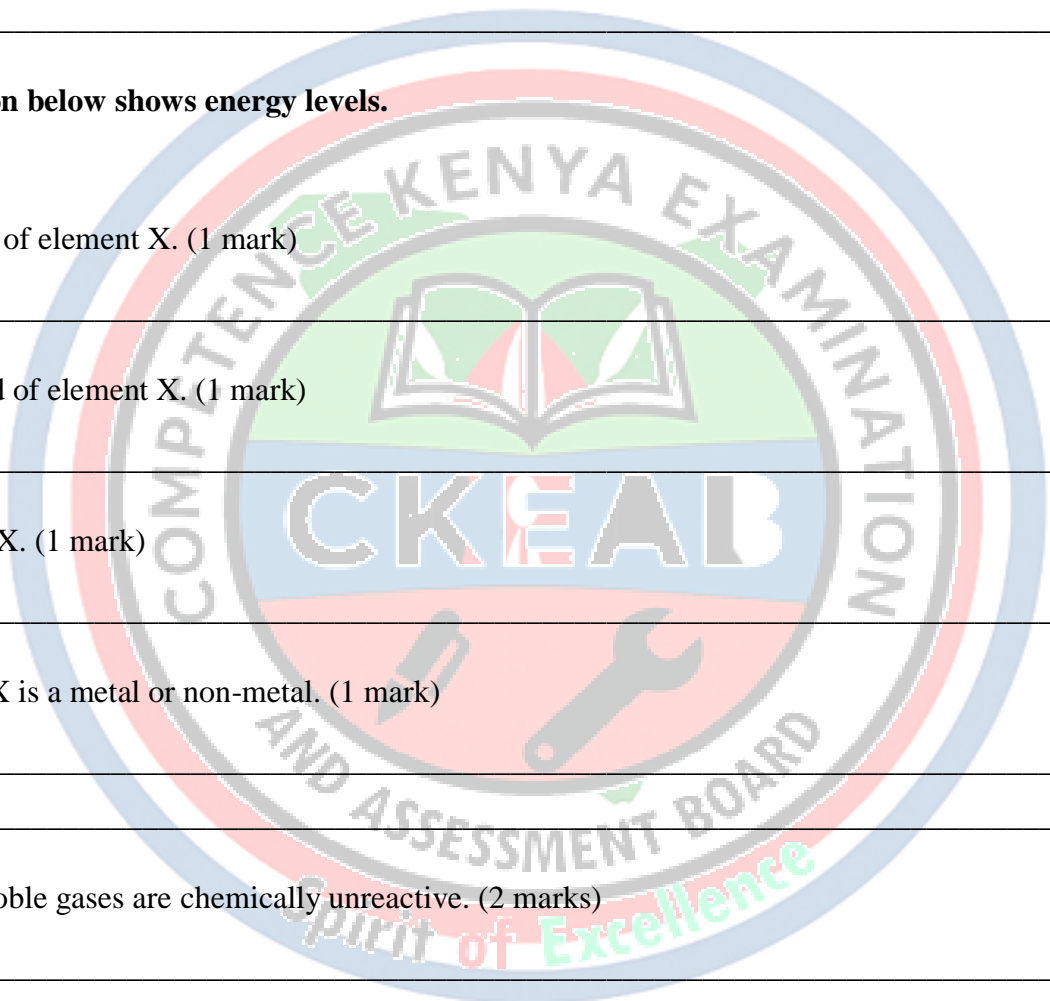 on below shows energy levels.
COMPETENCE KENYA EXAMINATION
of element X. (1 mark)
of element X. (1 mark)
CKEAB
X. (1 mark)
X is a metal or non-metal. (1 mark)
AND ASSESSMENT BOARD
oble gases are chemically unreactive. (2 marks)
Spirit of Excellence